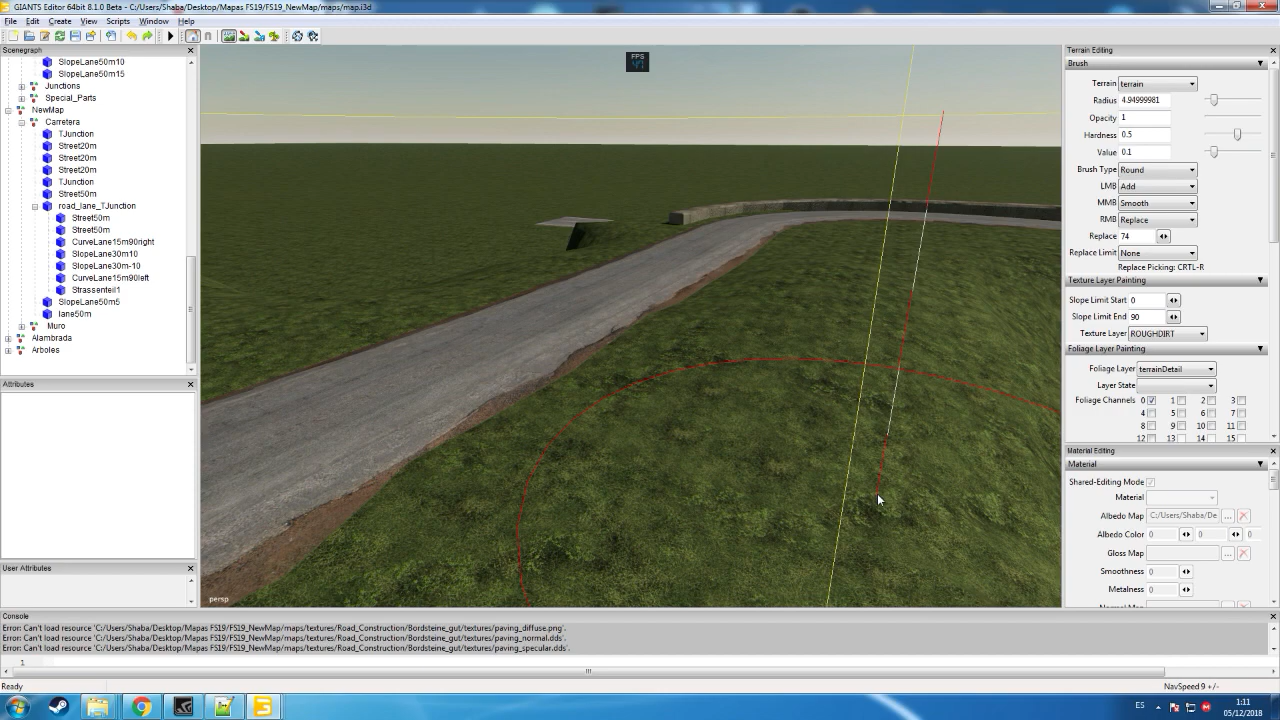 GIANTS Editor 64bit 8.1.0 Beta - C:/Users/Shaba/Desktop/Mapas FS19/FS19_NewMap/maps/map.i3d
File Edit Create View Scripts Window Help
Scenegraph
SlopeLane50m10
SlopeLane50m15
Junctions
Special_Parts
NewMap
Carretera
TJunction
Street20m
Street20m
Street20m
TJunction
Street50m
road_lane_TJunction
Street50m
Street50m
CurveLane15m90right
SlopeLane30m10
SlopeLane30m-10
CurveLane15m90left
Strassenteil1
SlopeLane50m5
lane50m
Muro
Alambrada
Arboles
Attributes
User Attributes
FPS
persp
Terrain Editing
Brush
Terrain terrain
Radius 4.94999981
Opacity 1
Hardness 0.5
Value 0.1
Brush Type Round
LMB Add
MMB Smooth
RMB Replace
Replace 74
Replace Limit None
Replace Picking: CRTL-R
Texture Layer Painting
Slope Limit Start 0
Slope Limit End 90
Texture Layer ROUGHDIRT
Foliage Layer Painting
Foliage Layer terrainDetail
Layer State
Foliage Channels 0 1 2 3
4 5 6 7
8 9 10 11
12 13 14 15
Material Editing
Material
Shared-Editing Mode
Material
Albedo Map C:/Users/Shaba/De ...
Albedo Color 0 0 0
Gloss Map ...
Smoothness 0
Metalness 0
Normal Map
Console
Error: Can't load resource 'C:/Users/Shaba/Desktop/Mapas FS19/FS19_NewMap/maps/textures/Road_Construction/Bordsteine_gut/textures/paving_diffuse.png'.
Error: Can't load resource 'C:/Users/Shaba/Desktop/Mapas FS19/FS19_NewMap/maps/textures/Road_Construction/Bordsteine_gut/textures/paving_normal.dds'.
Error: Can't load resource 'C:/Users/Shaba/Desktop/Mapas FS19/FS19_NewMap/maps/textures/Road_Construction/Bordsteine_gut/textures/paving_specular.dds'.
1
Ready
NavSpeed 9 +/-
ES
1:11
05/12/2018